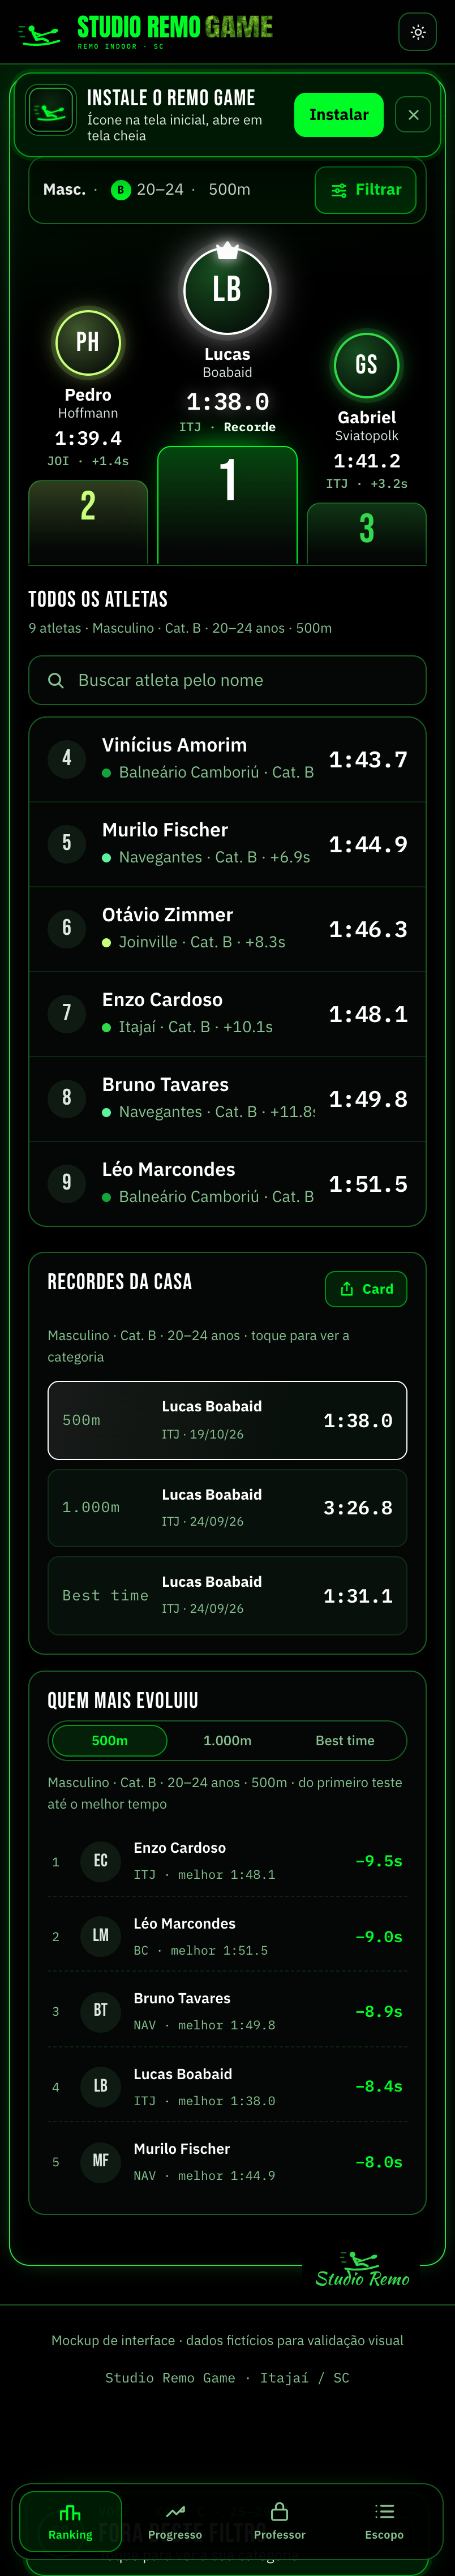 STUDIO REMO GAME
REMO INDOOR · SC
INSTALE O REMO GAME
Ícone na tela inicial, abre em
tela cheia
Instalar
Masc. · B 20–24 · 500m
Filtrar
LB
Lucas
Boabaid
1:38.0
ITJ · Recorde
1
PH
Pedro
Hoffmann
1:39.4
JOI · +1.4s
2
GS
Gabriel
Sviatopolk
1:41.2
ITJ · +3.2s
3
TODOS OS ATLETAS
9 atletas · Masculino · Cat. B · 20–24 anos · 500m
Buscar atleta pelo nome
4
Vinícius Amorim
Balneário Camboriú · Cat. B
1:43.7
5
Murilo Fischer
Navegantes · Cat. B · +6.9s
1:44.9
6
Otávio Zimmer
Joinville · Cat. B · +8.3s
1:46.3
7
Enzo Cardoso
Itajaí · Cat. B · +10.1s
1:48.1
8
Bruno Tavares
Navegantes · Cat. B · +11.8s
1:49.8
9
Léo Marcondes
Balneário Camboriú · Cat. B
1:51.5
RECORDES DA CASA
Card
Masculino · Cat. B · 20–24 anos · toque para ver a
categoria
500m
Lucas Boabaid
ITJ · 19/10/26
1:38.0
1.000m
Lucas Boabaid
ITJ · 24/09/26
3:26.8
Best time
Lucas Boabaid
ITJ · 24/09/26
1:31.1
QUEM MAIS EVOLUIU
500m
1.000m
Best time
Masculino · Cat. B · 20–24 anos · 500m · do primeiro teste
até o melhor tempo
1
EC
Enzo Cardoso
ITJ · melhor 1:48.1
−9.5s
2
LM
Léo Marcondes
BC · melhor 1:51.5
−9.0s
3
BT
Bruno Tavares
NAV · melhor 1:49.8
−8.9s
4
LB
Lucas Boabaid
ITJ · melhor 1:38.0
−8.4s
5
MF
Murilo Fischer
NAV · melhor 1:44.9
−8.0s
Studio Remo
Mockup de interface · dados fictícios para validação visual
Studio Remo Game · Itajaí / SC
FORA DESTE FILTRO
Ranking
Progresso
Professor
Escopo